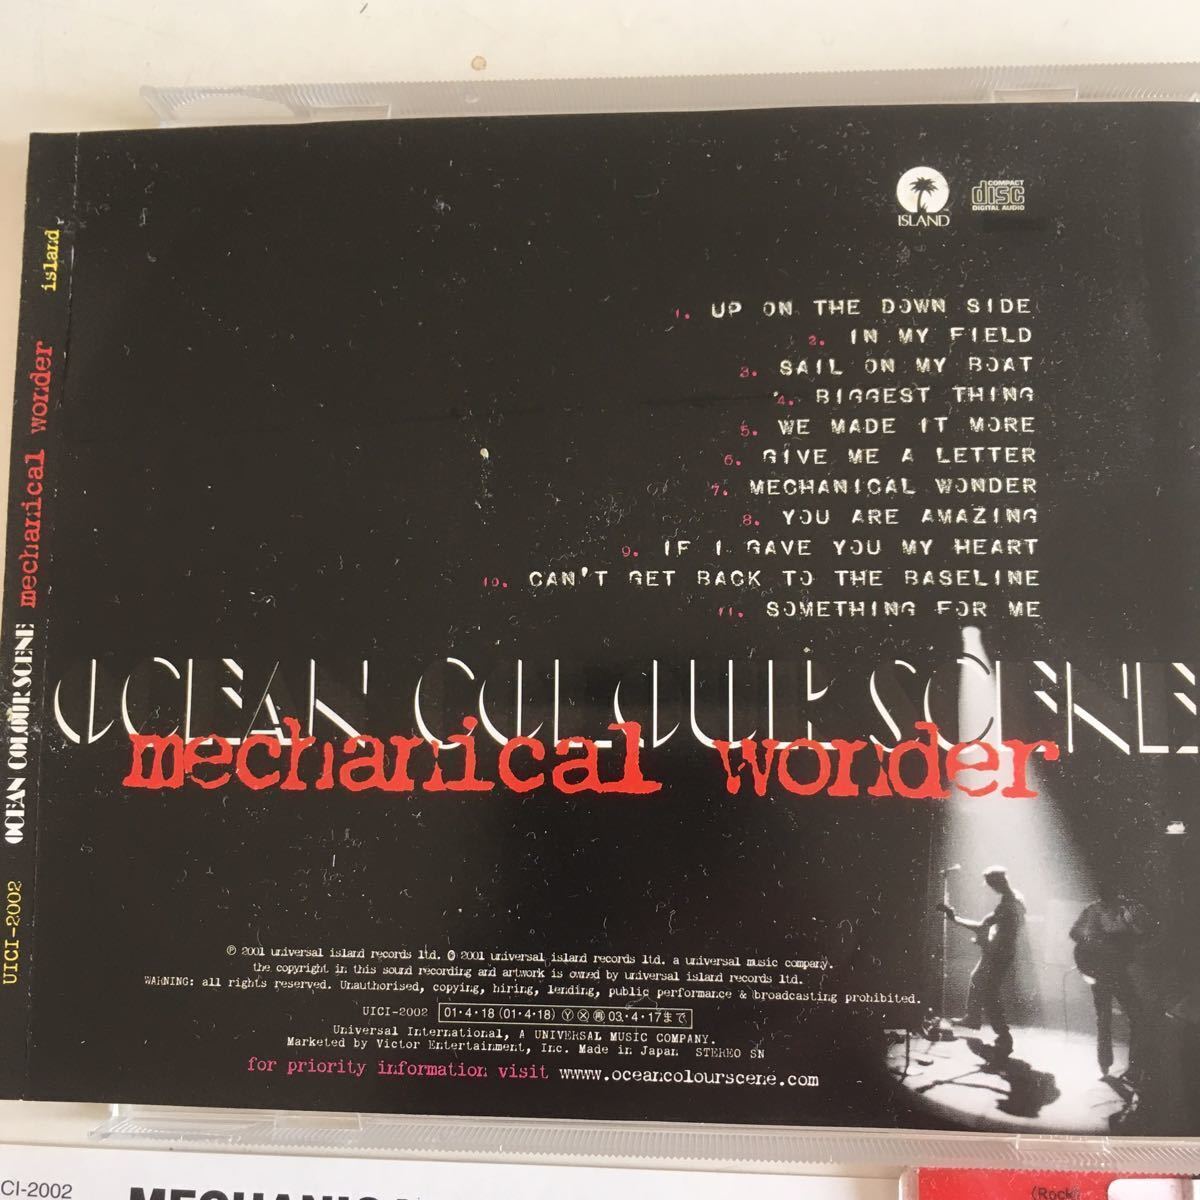 UICI-2002 OCEAN COLOUR SCENE mechanical wonder island
ISLAND
COMPACT
disc
DIGITAL AUDIO
1. UP ON THE DOWN SIDE
2. IN MY FIELD
3. SAIL ON MY BOAT
4. BIGGEST THING
5. WE MADE IT MORE
6. GIVE ME A LETTER
7. MECHANICAL WONDER
8. YOU ARE AMAZING
9. IF I GAVE YOU MY HEART
10. CAN'T GET BACK TO THE BASELINE
11. SOMETHING FOR ME
OCEAN COLOUR SCENE
mechanical wonder
℗ 2001 universal island records ltd. © 2001 universal island records ltd. a universal music company.
the copyright in this sound recording and artwork is owned by universal island records ltd.
WARNING: all rights reserved. Unauthorised, copying, hiring, lending, public performance & broadcasting prohibited.
UICI-2002 01・4・18 (01・4・18) Ⓨ Ⓧ ㊊ 03・4・17まで
Universal International, A UNIVERSAL MUSIC COMPANY.
Marketed by Victor Entertainment, Inc. Made in Japan STEREO SN
for priority information visit www.oceancolourscene.com
CI-2002
(Rock